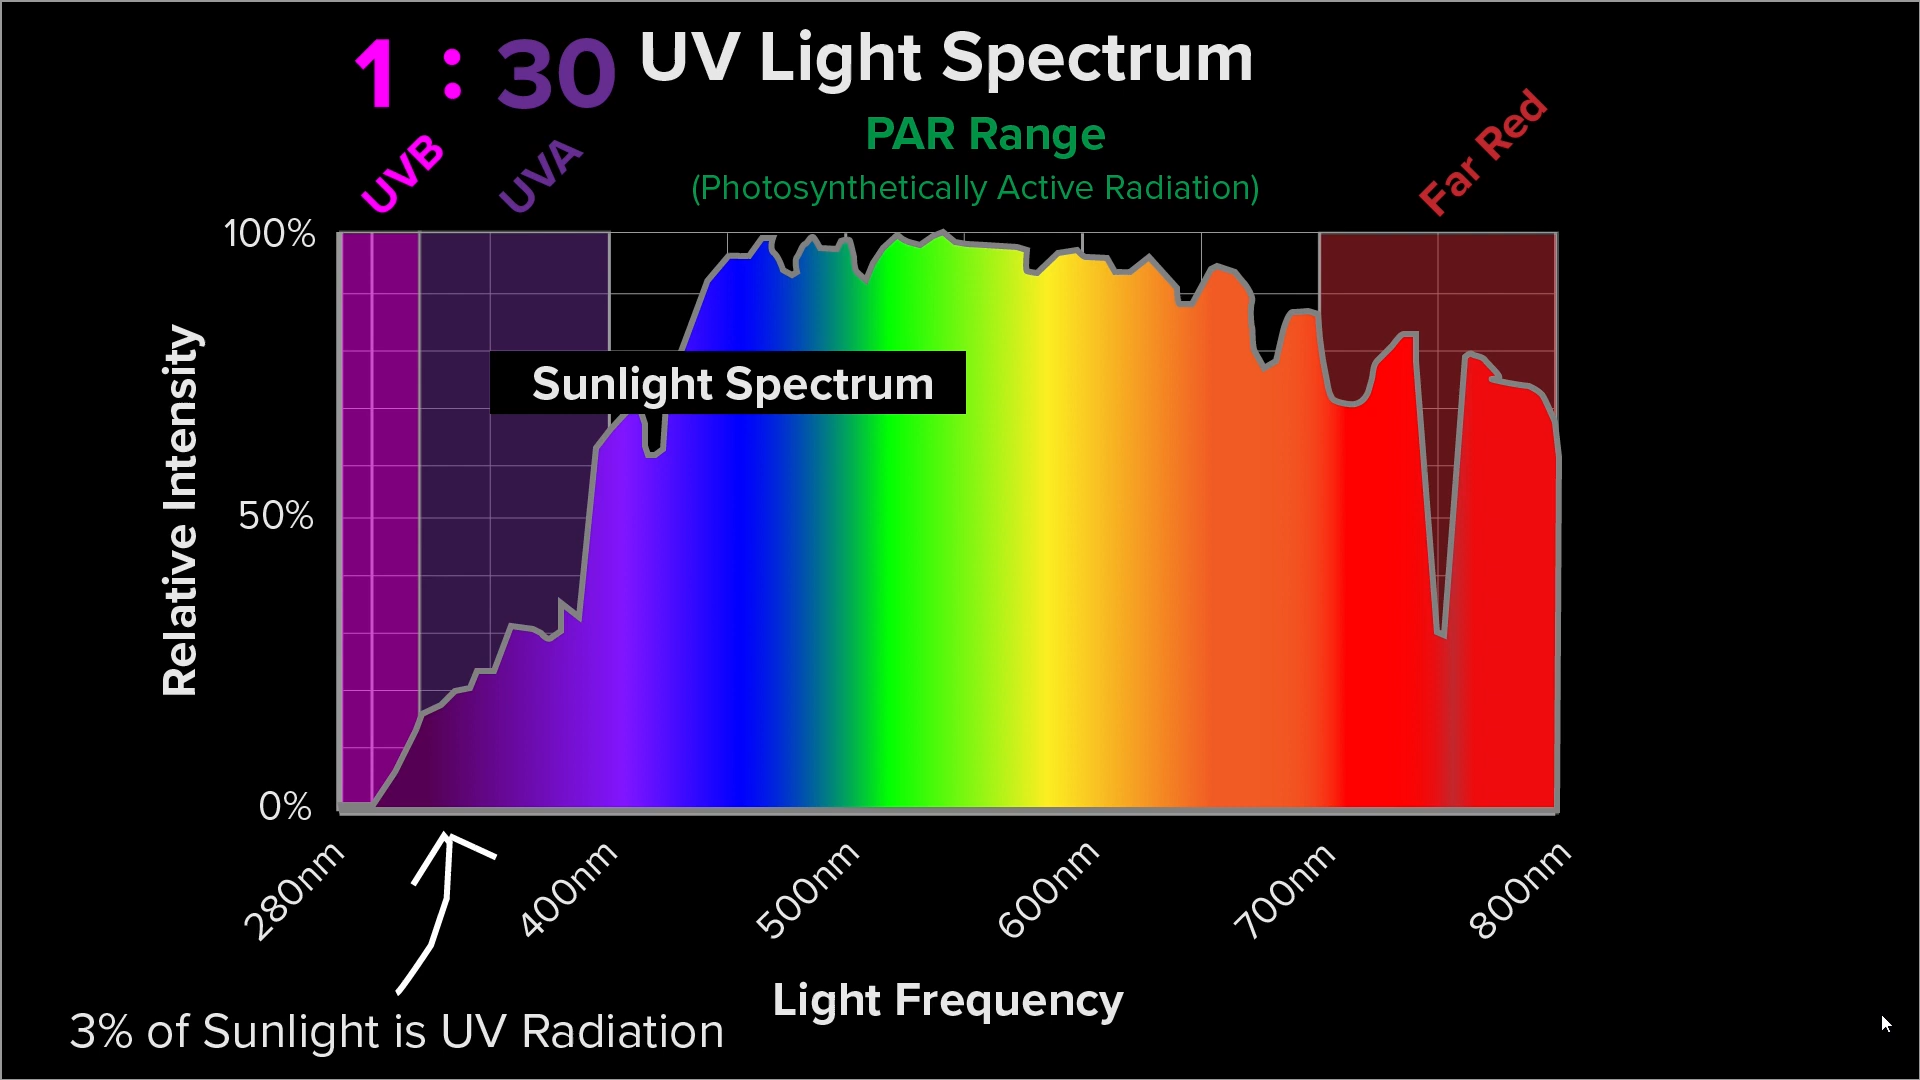 1 : 30 UV Light Spectrum
PAR Range
(Photosynthetically Active Radiation)
UVB
UVA
Far Red
100%
50%
0%
Relative Intensity
Sunlight Spectrum
280nm
400nm
500nm
600nm
700nm
800nm
Light Frequency
3% of Sunlight is UV Radiation